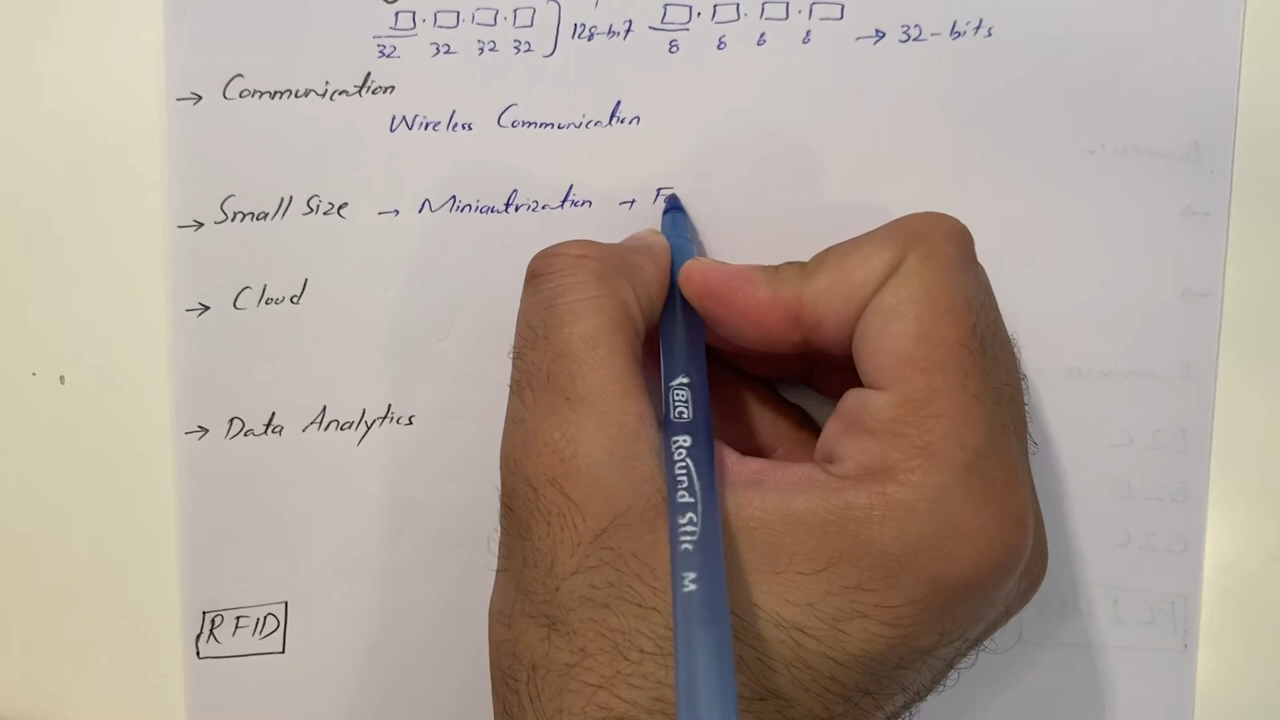 □ . □ . □ . □ ] 128-bit □ . □ . □ . □
32 32 32 32 8 8 8 8 → 32-bits
→ Communication
Wireless Communication
→ Small Size → Miniautrization → Fa
→ Cloud
→ Data Analytics
RFID
BIC Round Stic M